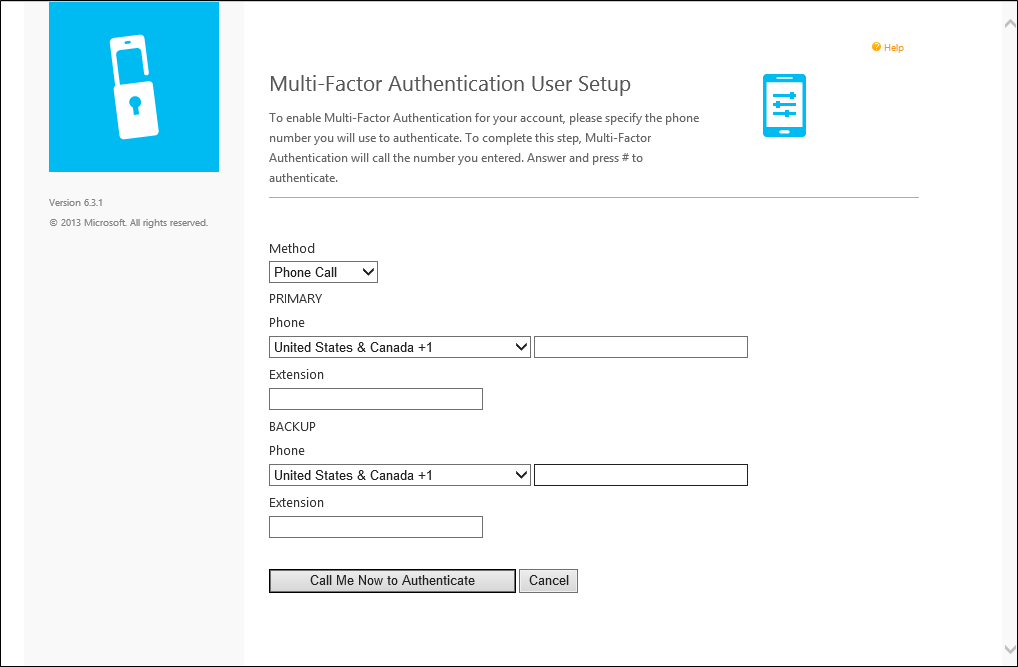 Help
Multi-Factor Authentication User Setup
To enable Multi-Factor Authentication for your account, please specify the phone
number you will use to authenticate. To complete this step, Multi-Factor
Authentication will call the number you entered. Answer and press # to
authenticate.
Version 6.3.1
© 2013 Microsoft. All rights reserved.
Method
Phone Call
PRIMARY
Phone
United States & Canada +1
Extension
BACKUP
Phone
United States & Canada +1
Extension
Call Me Now to Authenticate Cancel